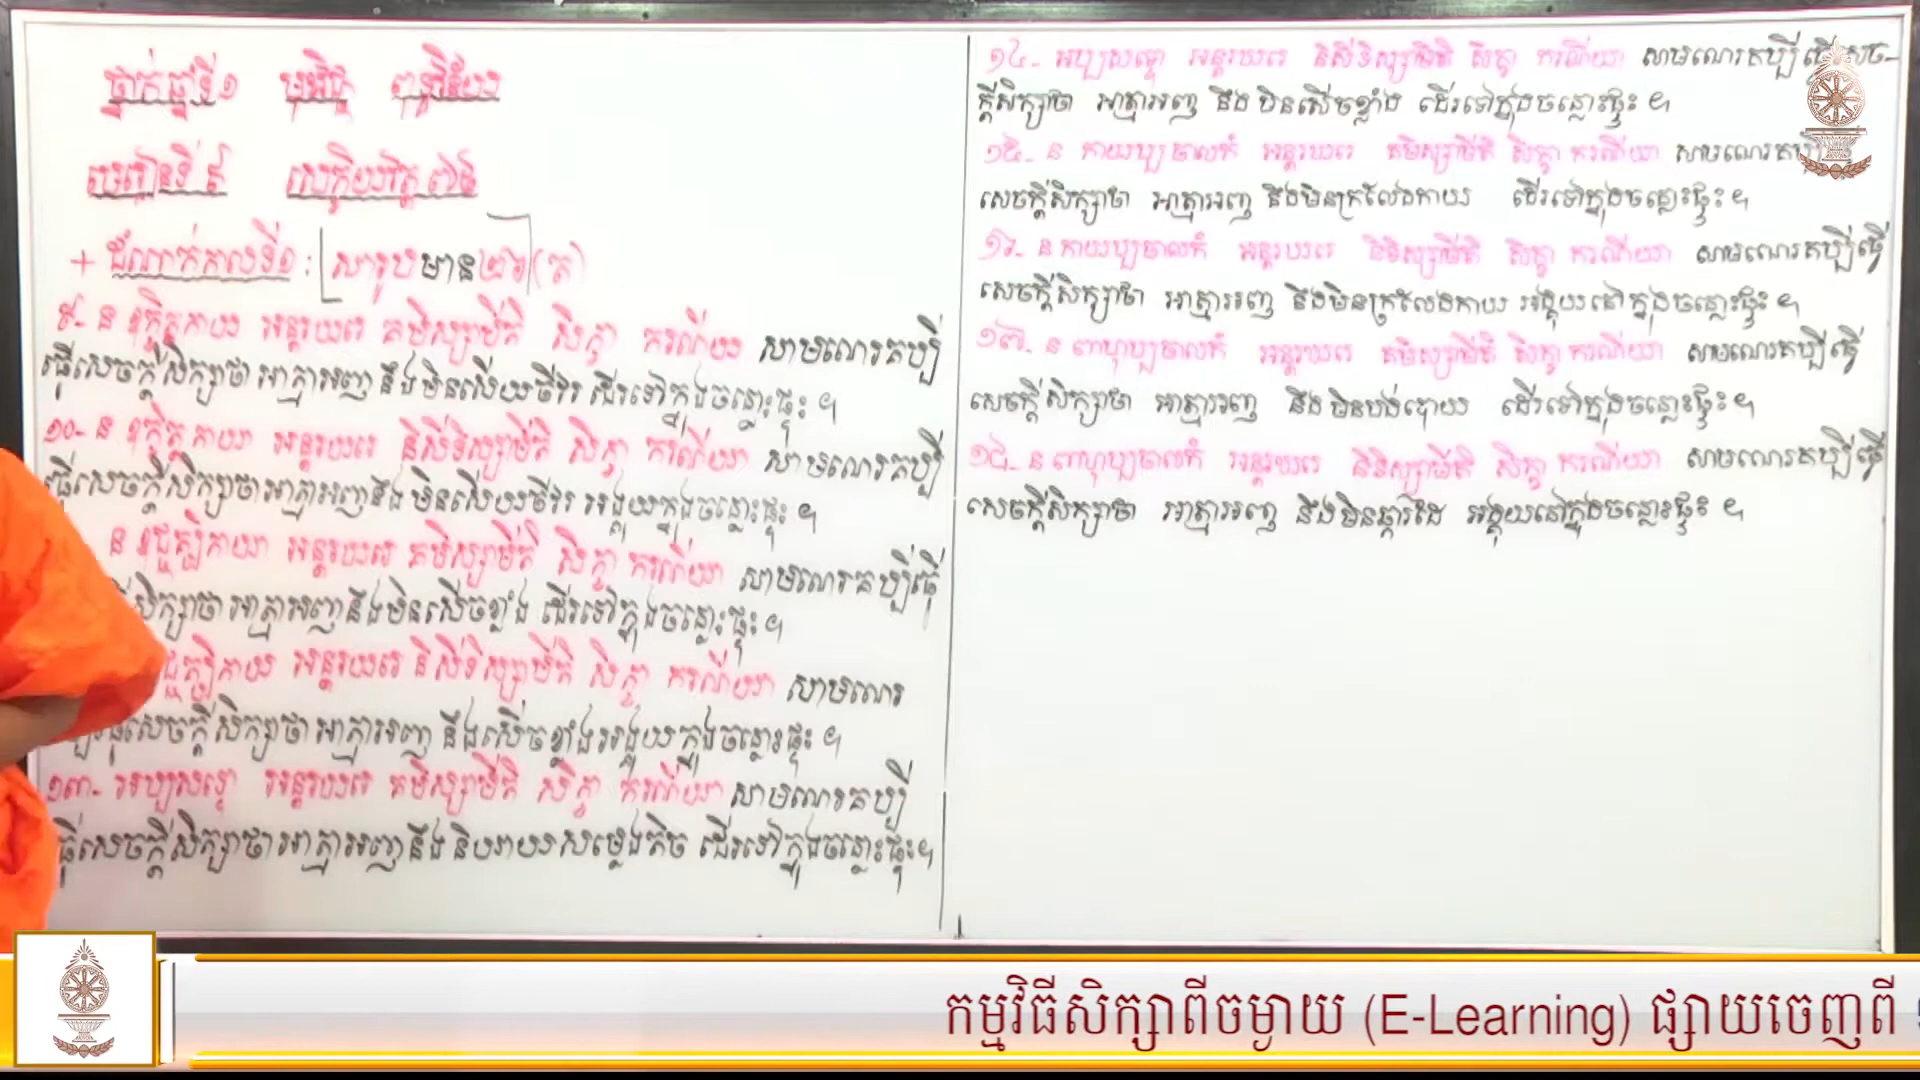 ថ្នាក់ឆ្នាំទី១ មុខវិជ្ជា ពុទ្ធវិន័យ
មេរៀនទី ៩ សេក្ខិយវត្ត ៧៥
+ ដំណាក់កាលទី១ : [ សារូបមាន២៦ ] (ត)
៩- ន ឧក្ខិត្តកាយ អន្តរឃរេ គមិស្សាមីតិ សិក្ខា ករណីយ សាមណេរគប្បី
ធ្វើសេចក្តីសិក្សាថា អាត្មាអញ នឹងមិនសើយចីវរ ដើរទៅក្នុងចន្លោះផ្ទះ ។
១០- ន ឧក្ខិត្តកាយា អន្តរឃរេ និសីទិស្សាមីតិ សិក្ខា ករណីយា សាមណេរគប្បី
ធ្វើសេចក្តីសិក្សាថា អាត្មាអញនឹង មិនសើយចីវរ អង្គុយក្នុងចន្លោះផ្ទះ ។
ន ឧជ្ជគ្ឃិកាយា អន្តរឃរេ គមិស្សាមីតិ សិក្ខា ករណីយា សាមណេរគប្បីធ្វើ
សិក្សាថា អាត្មាអញនឹងមិនសើចខ្លាំង ដើរទៅក្នុងចន្លោះផ្ទះ ។
ជ្ជគ្ឃិកាយ អន្តរឃរេ និសីទិស្សាមីតិ សិក្ខា ករណីយា សាមណេរ
សេចក្តីសិក្សាថា អាត្មាអញ នឹងសើចខ្លាំងអង្គុយក្នុងចន្លោះផ្ទះ ។
១៣- អប្បសទ្ទោ អន្តរឃរេ គមិស្សាមីតិ សិក្ខា ករណីយា សាមណេរគប្បី
ធ្វើសេចក្តីសិក្សាថា អាត្មាអញនឹង និយាយសម្លេងតិច ដើរទៅក្នុងចន្លោះផ្ទះ។
១៤- អប្បសទ្ទោ អន្តរឃរេ និសីទិស្សាមីតិ សិក្ខា ករណីយា សាមណេរគប្បីធ្វើសេច-
ក្តីសិក្សាថា អាត្មាអញ នឹង មិនសើចខ្លាំង ដើរទៅក្នុងចន្លោះផ្ទះ ។
១៥- ន កាយប្បចាលកំ អន្តរឃរេ គមិស្សាមីតិ សិក្ខា ករណីយា សាមណេរគប្បី
សេចក្តីសិក្សាថា អាត្មាអញ នឹងមិនក្រលែងកាយ ដើរទៅក្នុងចន្លោះផ្ទះ ។
១៦- ន កាយប្បចាលកំ អន្តរឃរេ និទិស្សាមីតិ សិក្ខា ករណីយា សាមណេរគប្បីធ្វើ
សេចក្តីសិក្សាថា អាត្មាអញ នឹងមិនក្រលែងកាយ អង្គុយនៅក្នុងចន្លោះផ្ទះ ។
១៧- ន ពាហុប្បចាលកំ អន្តរឃរេ គមិស្សាមីតិ សិក្ខា ករណីយា សាមណេរគប្បី ធ្វើ
សេចក្តីសិក្សាថា អាត្មាអញ នឹង មិនបង់បោយ ដើរទៅក្នុងចន្លោះផ្ទះ ។
១៨- ន ពាហុប្បចាលកំ អន្តរឃរេ និទិស្សាមីតិ សិក្ខា ករណីយា សាមណេរគប្បីធ្វើ
សេចក្តីសិក្សាថា អាត្មាអញ នឹងមិនឆ្ការដៃ អង្គុយនៅក្នុងចន្លោះផ្ទះ ។
កម្មវិធីសិក្សាពីចម្ងាយ (E-Learning) ផ្សាយចេញពី